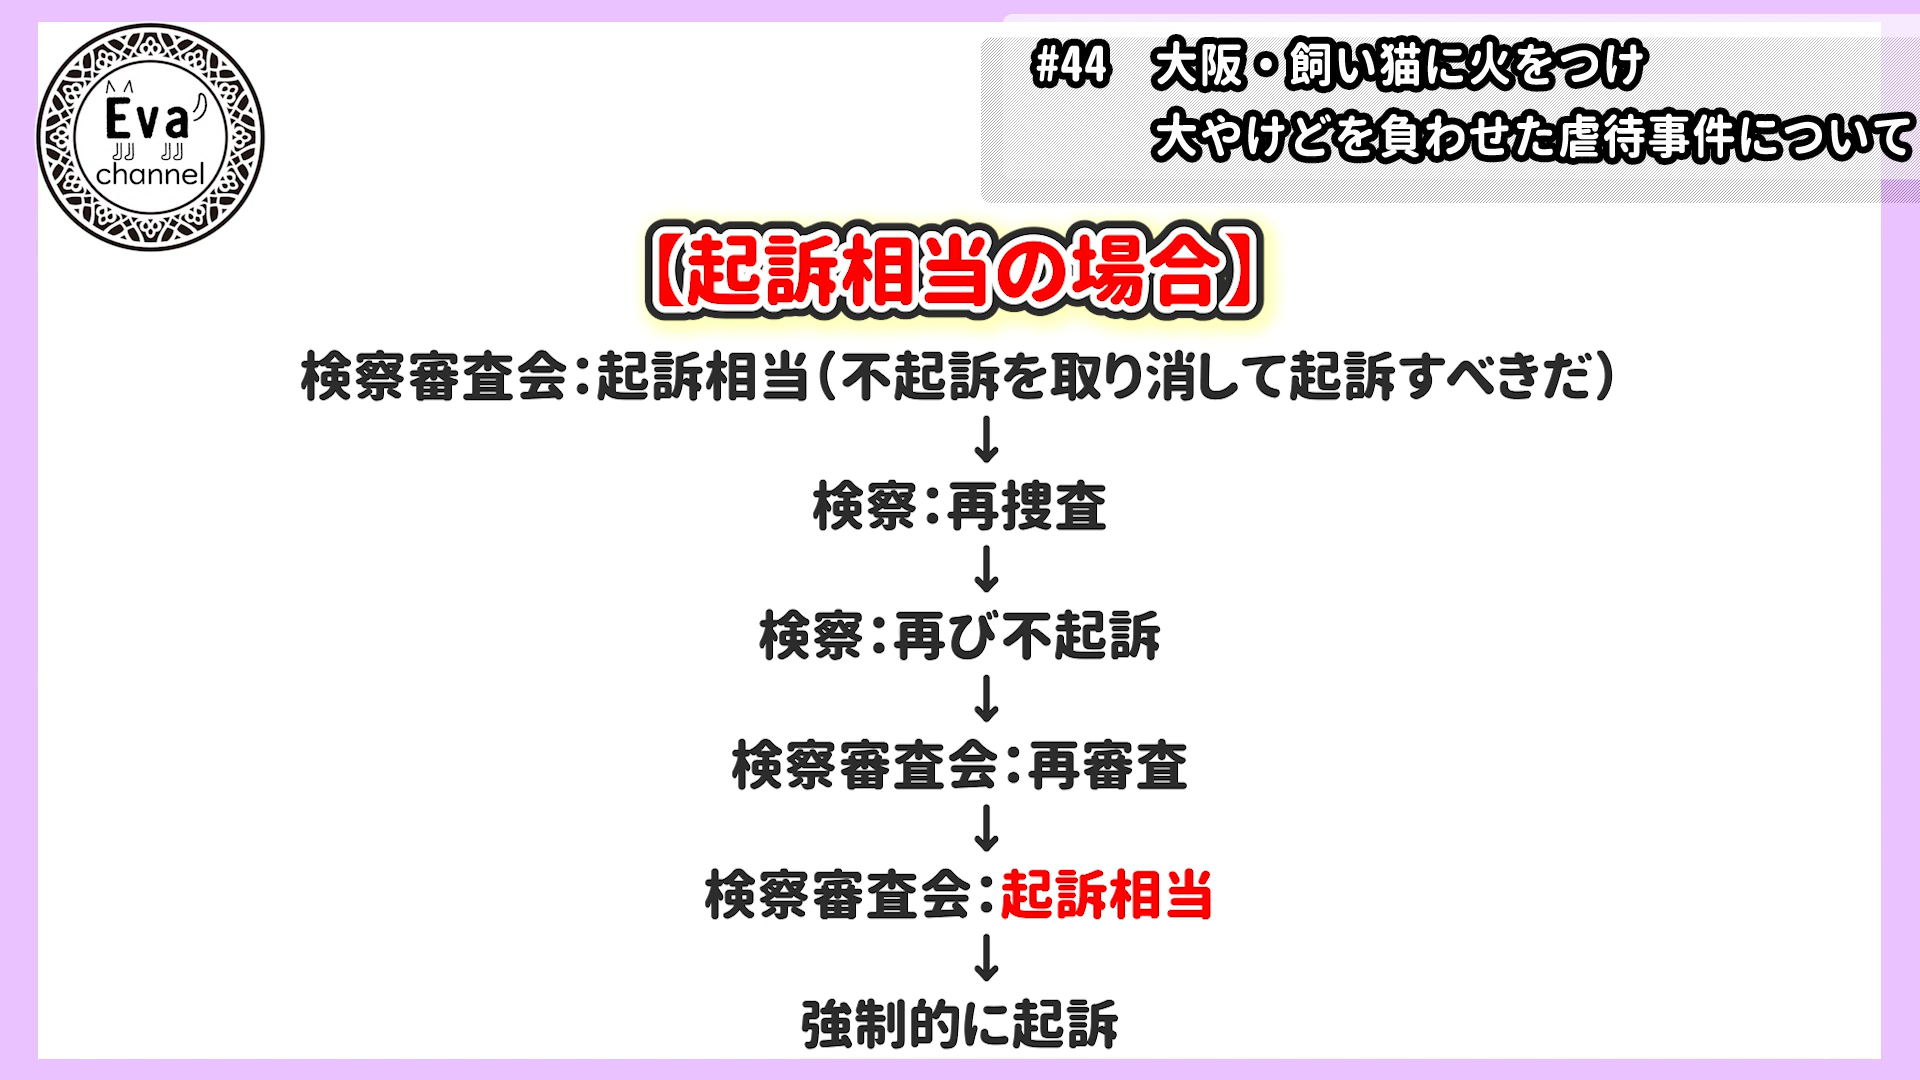 Eva
channel
#44 大阪・飼い猫に火をつけ
大やけどを負わせた虐待事件について
【起訴相当の場合】
検察審査会：起訴相当（不起訴を取り消して起訴すべきだ）
↓
検察：再捜査
↓
検察：再び不起訴
↓
検察審査会：再審査
↓
検察審査会：起訴相当
↓
強制的に起訴